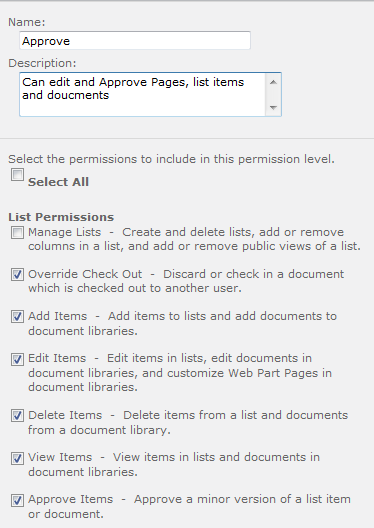 Name:
Approve
Description:
Can edit and Approve Pages, list items
and doucments
Select the permissions to include in this permission level.
Select All
List Permissions
Manage Lists - Create and delete lists, add or remove
columns in a list, and add or remove public views of a list.
Override Check Out - Discard or check in a document
which is checked out to another user.
Add Items - Add items to lists and add documents to
document libraries.
Edit Items - Edit items in lists, edit documents in
document libraries, and customize Web Part Pages in
document libraries.
Delete Items - Delete items from a list and documents
from a document library.
View Items - View items in lists and documents in
document libraries.
Approve Items - Approve a minor version of a list item
or document.